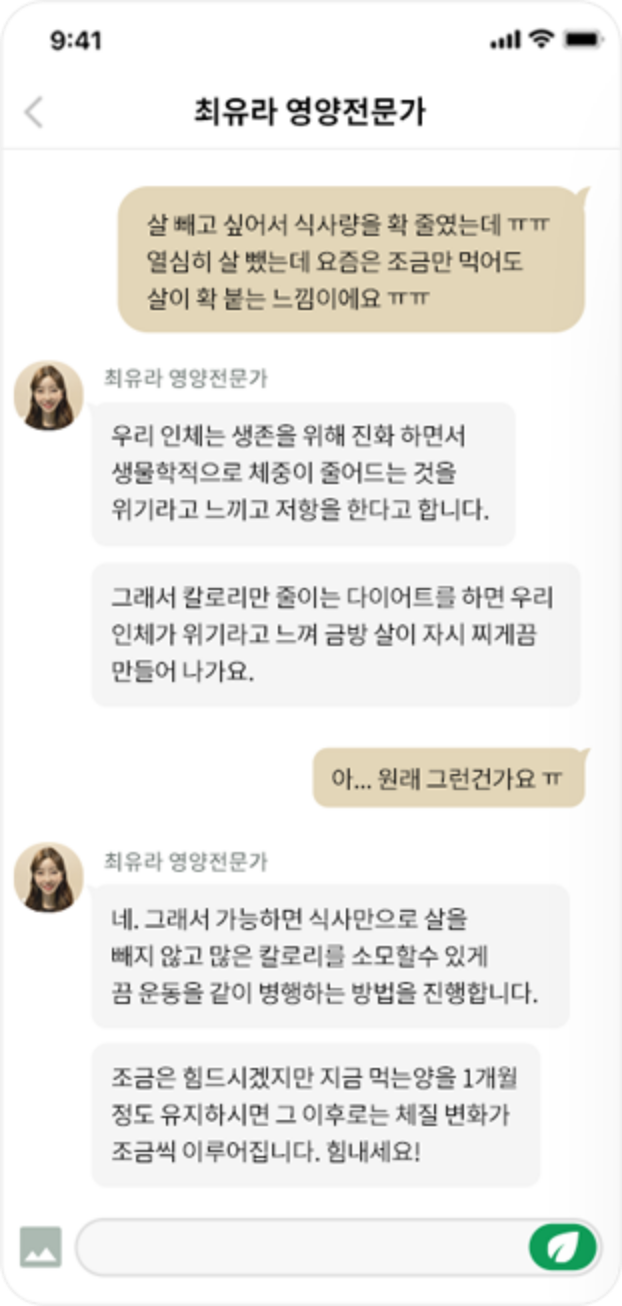 9:41
최유라 영양전문가
살 빼고 싶어서 식사량을 확 줄였는데 ㅠㅠ
열심히 살 뺐는데 요즘은 조금만 먹어도
살이 확 붙는 느낌이에요 ㅠㅠ
최유라 영양전문가
우리 인체는 생존을 위해 진화 하면서
생물학적으로 체중이 줄어드는 것을
위기라고 느끼고 저항을 한다고 합니다.
그래서 칼로리만 줄이는 다이어트를 하면 우리
인체가 위기라고 느껴 금방 살이 자시 찌게끔
만들어 나가요.
아... 원래 그런건가요 ㅠ
최유라 영양전문가
네. 그래서 가능하면 식사만으로 살을
빼지 않고 많은 칼로리를 소모할수 있게
끔 운동을 같이 병행하는 방법을 진행합니다.
조금은 힘드시겠지만 지금 먹는양을 1개월
정도 유지하시면 그 이후로는 체질 변화가
조금씩 이루어집니다. 힘내세요!